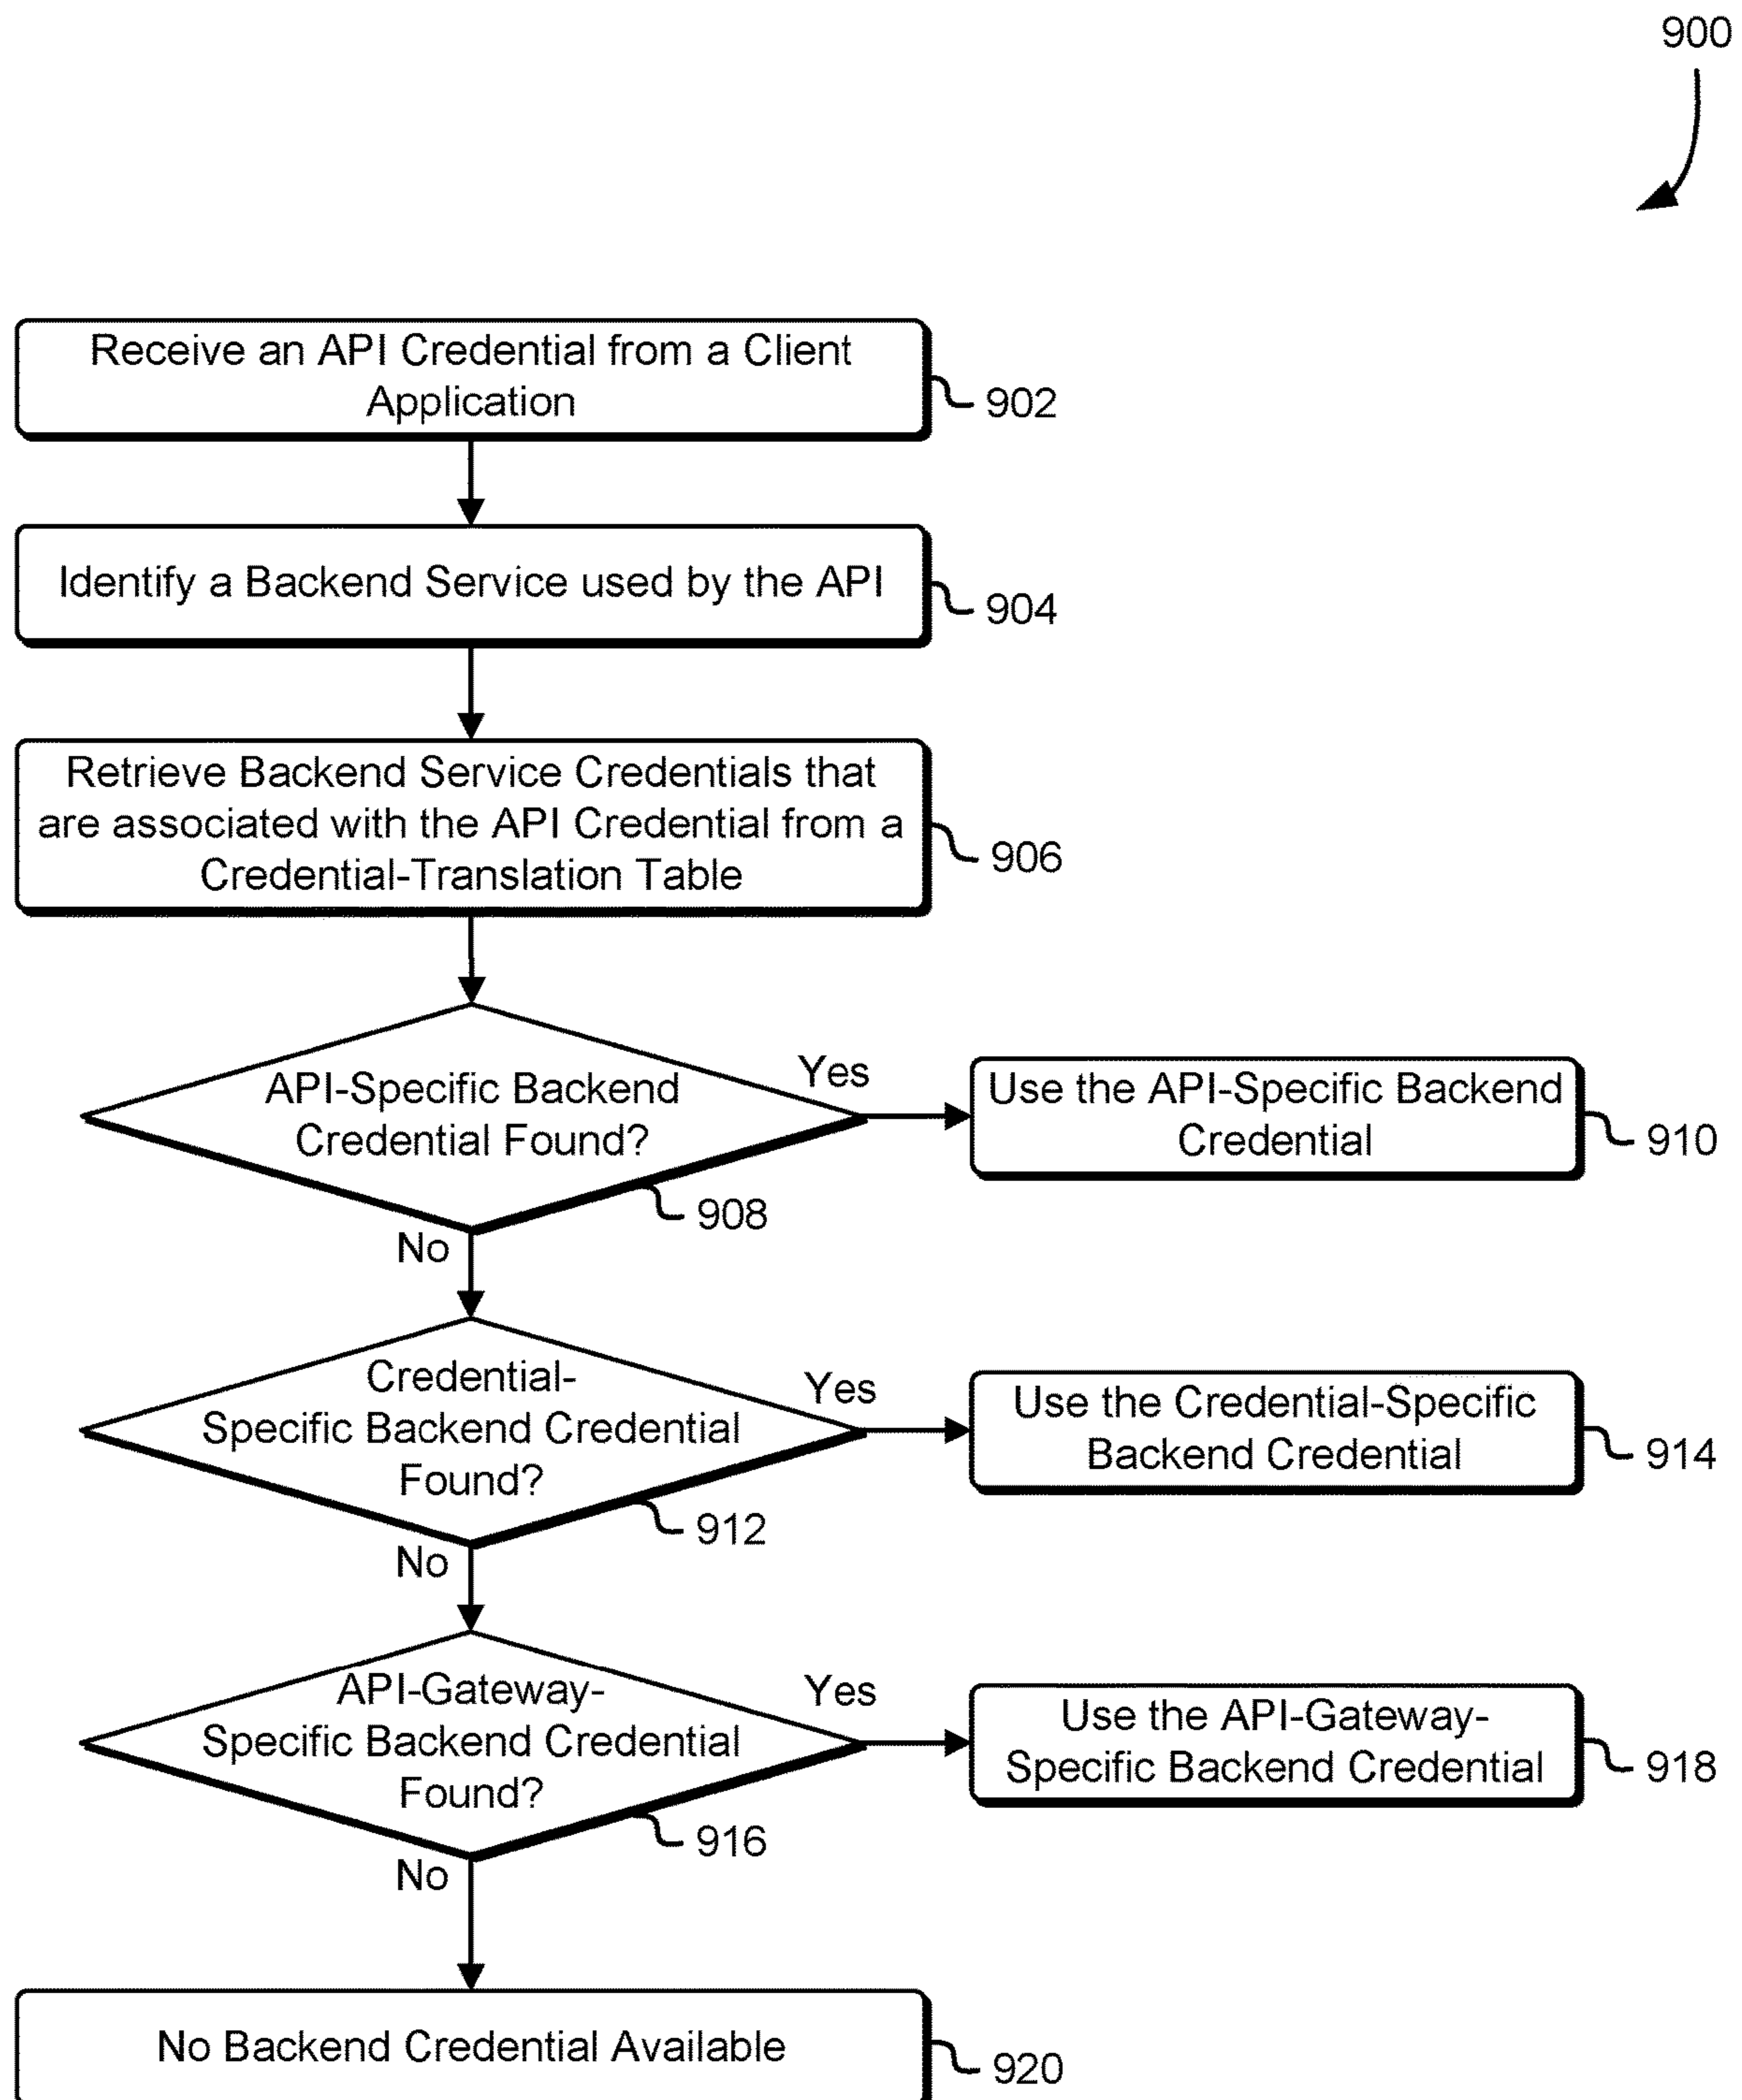 900
Receive an API Credential from a Client
Application
902
Identify a Backend Service used by the API
904
Retrieve Backend Service Credentials that
are associated with the API Credential from a
Credential-Translation Table
906
API-Specific Backend
Credential Found?
908
Yes
Use the API-Specific Backend
Credential
910
No
Credential-
Specific Backend Credential
Found?
912
Yes
Use the Credential-Specific
Backend Credential
914
No
API-Gateway-
Specific Backend Credential
Found?
916
Yes
Use the API-Gateway-
Specific Backend Credential
918
No
No Backend Credential Available
920